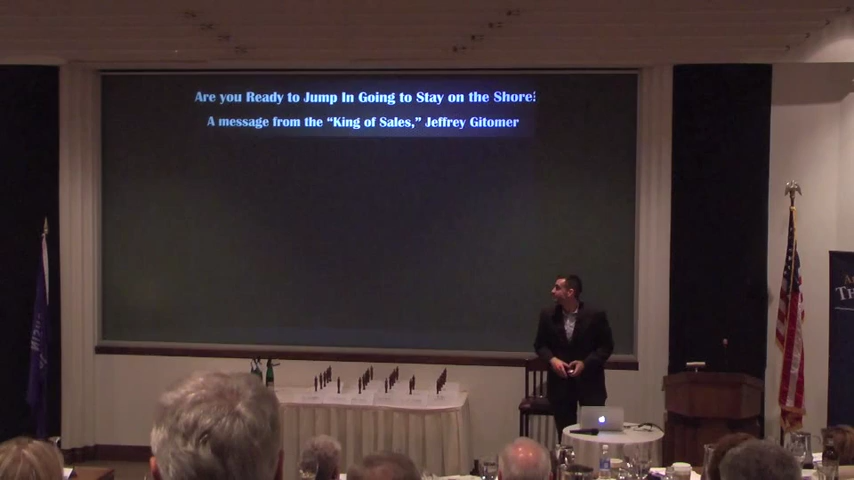 Are you Ready to Jump In Going to Stay on the Shore?
A message from the “King of Sales,” Jeffrey Gitomer